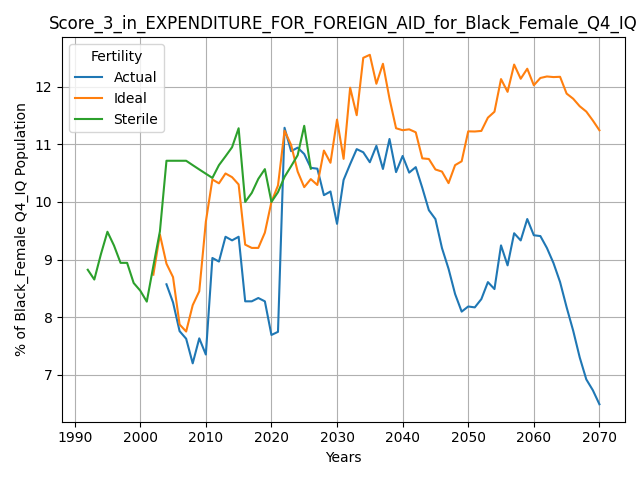 Score_3_in_EXPENDITURE_FOR_FOREIGN_AID_for_Black_Female_Q4_IQ
Fertility
Actual
Ideal
Sterile
% of Black_Female Q4_IQ Population
12
11
10
9
8
7
1990 2000 2010 2020 2030 2040 2050 2060 2070
Years